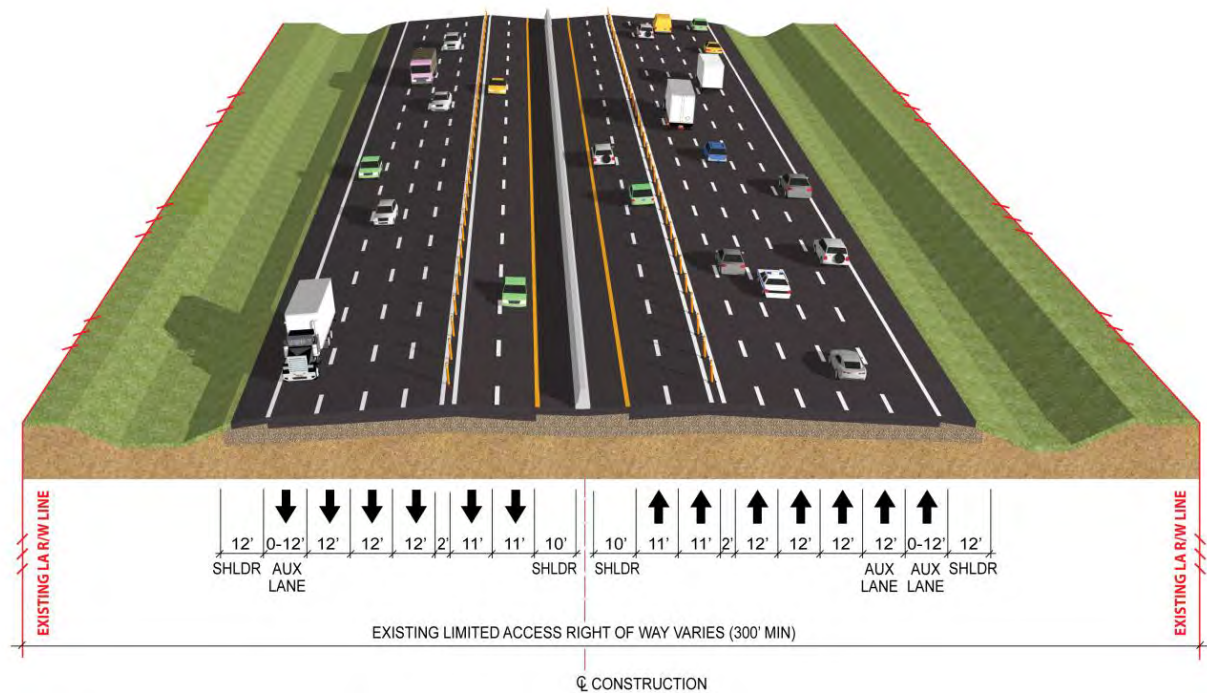 EXISTING LA R/W LINE
12' 0-12' 12' 12' 12' 2' 11' 11' 10' 10' 11' 11' 2' 12' 12' 12' 12' 0-12' 12'
SHLDR AUX LANE SHLDR SHLDR AUX LANE AUX LANE SHLDR
EXISTING LA R/W LINE
EXISTING LIMITED ACCESS RIGHT OF WAY VARIES (300' MIN)
℄ CONSTRUCTION